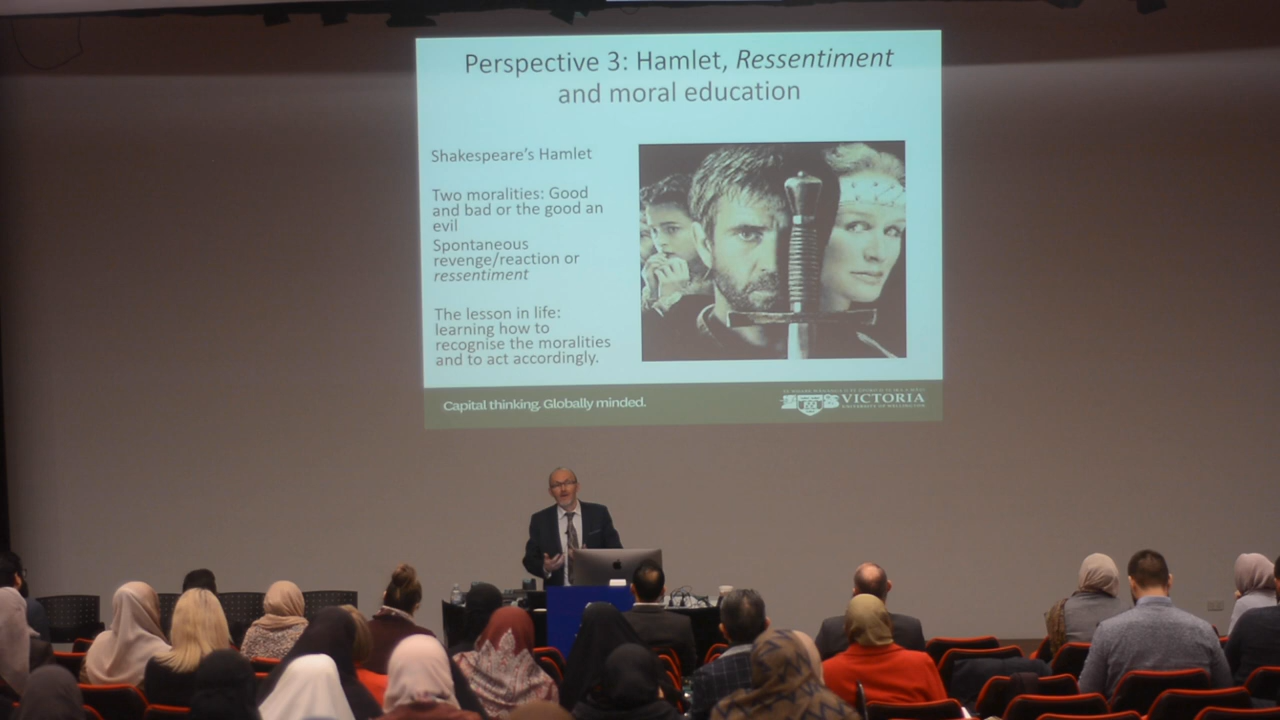 Perspective 3: Hamlet, Ressentiment
and moral education
Shakespeare's Hamlet
Two moralities: Good
and bad or the good an
evil
Spontaneous
revenge/reaction or
ressentiment
The lesson in life:
learning how to
recognise the moralities
and to act accordingly.
Capital thinking. Globally minded.
VICTORIA
UNIVERSITY OF WELLINGTON